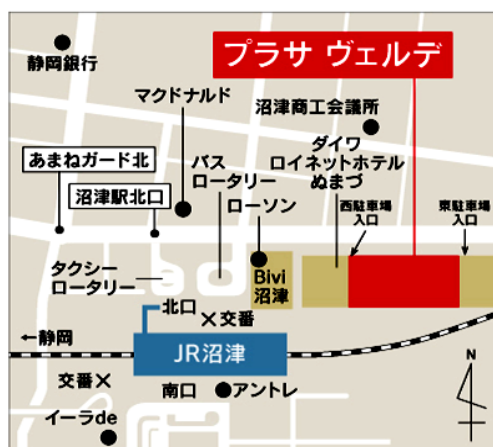 プラサ ヴェルデ
静岡銀行
マクドナルド
沼津商工会議所
あまねガード北
バス
ロータリー
ダイワ
ロイネットホテル
ぬまづ
沼津駅北口
ローソン
西駐車場
入口
東駐車場
入口
タクシー
ロータリー
Bivi
沼津
北口
交番
←静岡
JR沼津
N
交番
南口
アントレ
イーラde